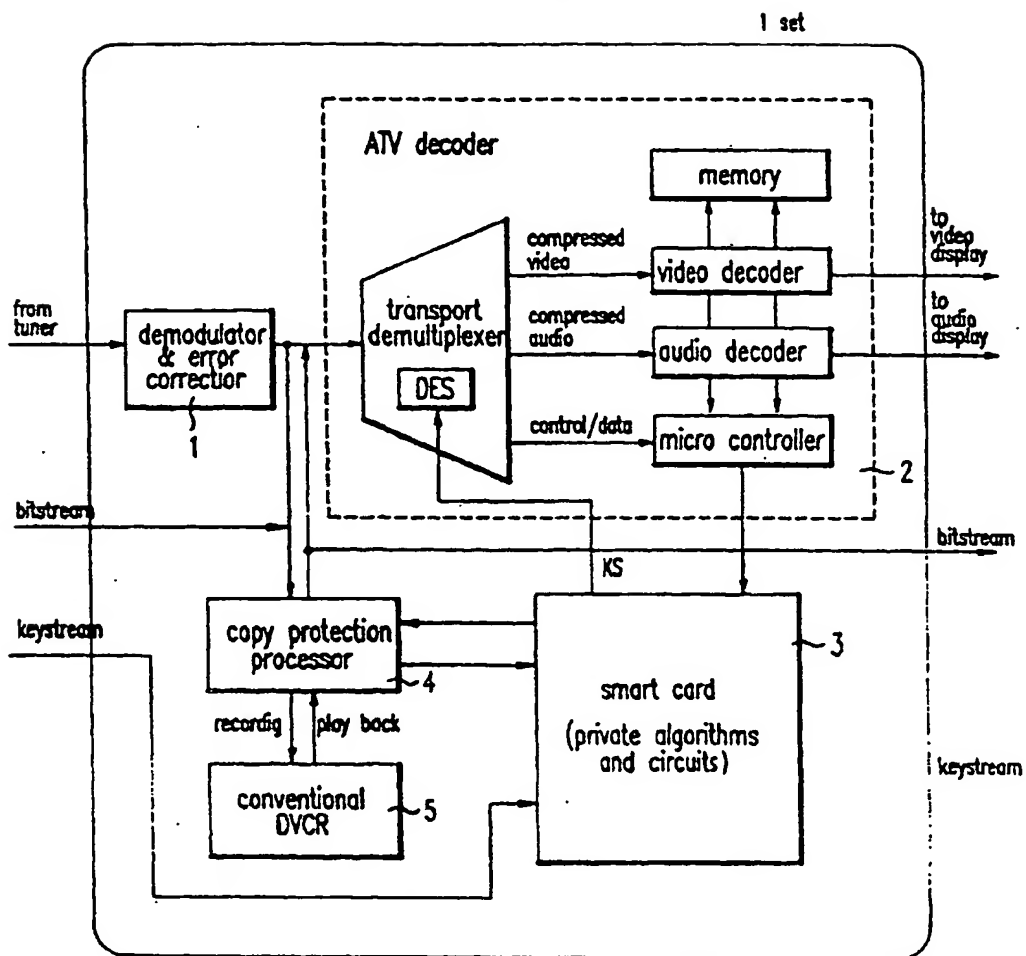 1 set
ATV decoder
memory
compressed
video
video decoder
to
video
display
from
tuner
demodulator
& error
correction
1
transport
demultiplexer
DES
compressed
audio
audio decoder
to
audio
display
control/data
micro controller
2
bitstream
bitstream
KS
keystream
copy protection
processor
4
3
smart card
(private algorithms
and circuits)
recordig
play back
conventional
DVCR
5
keystream